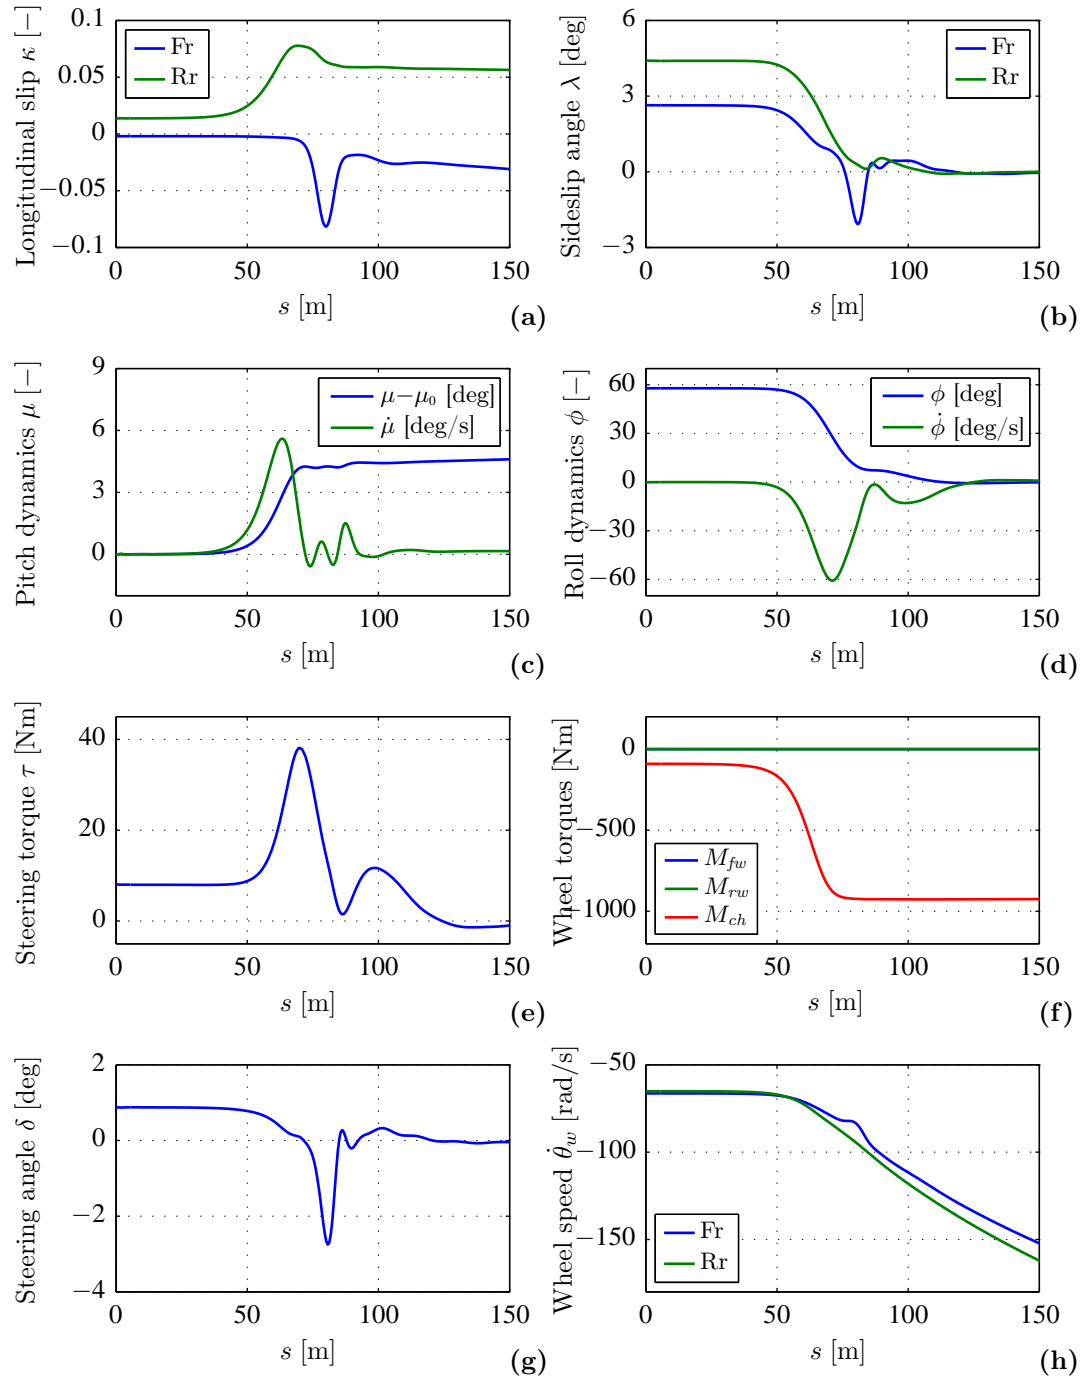 0.1
0.05
0
−0.05
−0.1
Longitudinal slip κ [−]
Fr
Rr
0 50 100 150
s [m]
(a)
6
3
0
−3
Sideslip angle λ [deg]
Fr
Rr
0 50 100 150
s [m]
(b)
9
6
3
0
Pitch dynamics μ [−]
μ−μ₀ [deg]
μ̇ [deg/s]
0 50 100 150
s [m]
(c)
60
30
0
−30
−60
Roll dynamics ϕ [−]
ϕ [deg]
ϕ̇ [deg/s]
0 50 100 150
s [m]
(d)
40
20
0
Steering torque τ [Nm]
0 50 100 150
s [m]
(e)
0
−500
−1000
Wheel torques [Nm]
M_fw
M_rw
M_ch
0 50 100 150
s [m]
(f)
2
0
−2
−4
Steering angle δ [deg]
0 50 100 150
s [m]
(g)
−50
−100
−150
Wheel speed θ̇_w [rad/s]
Fr
Rr
0 50 100 150
s [m]
(h)